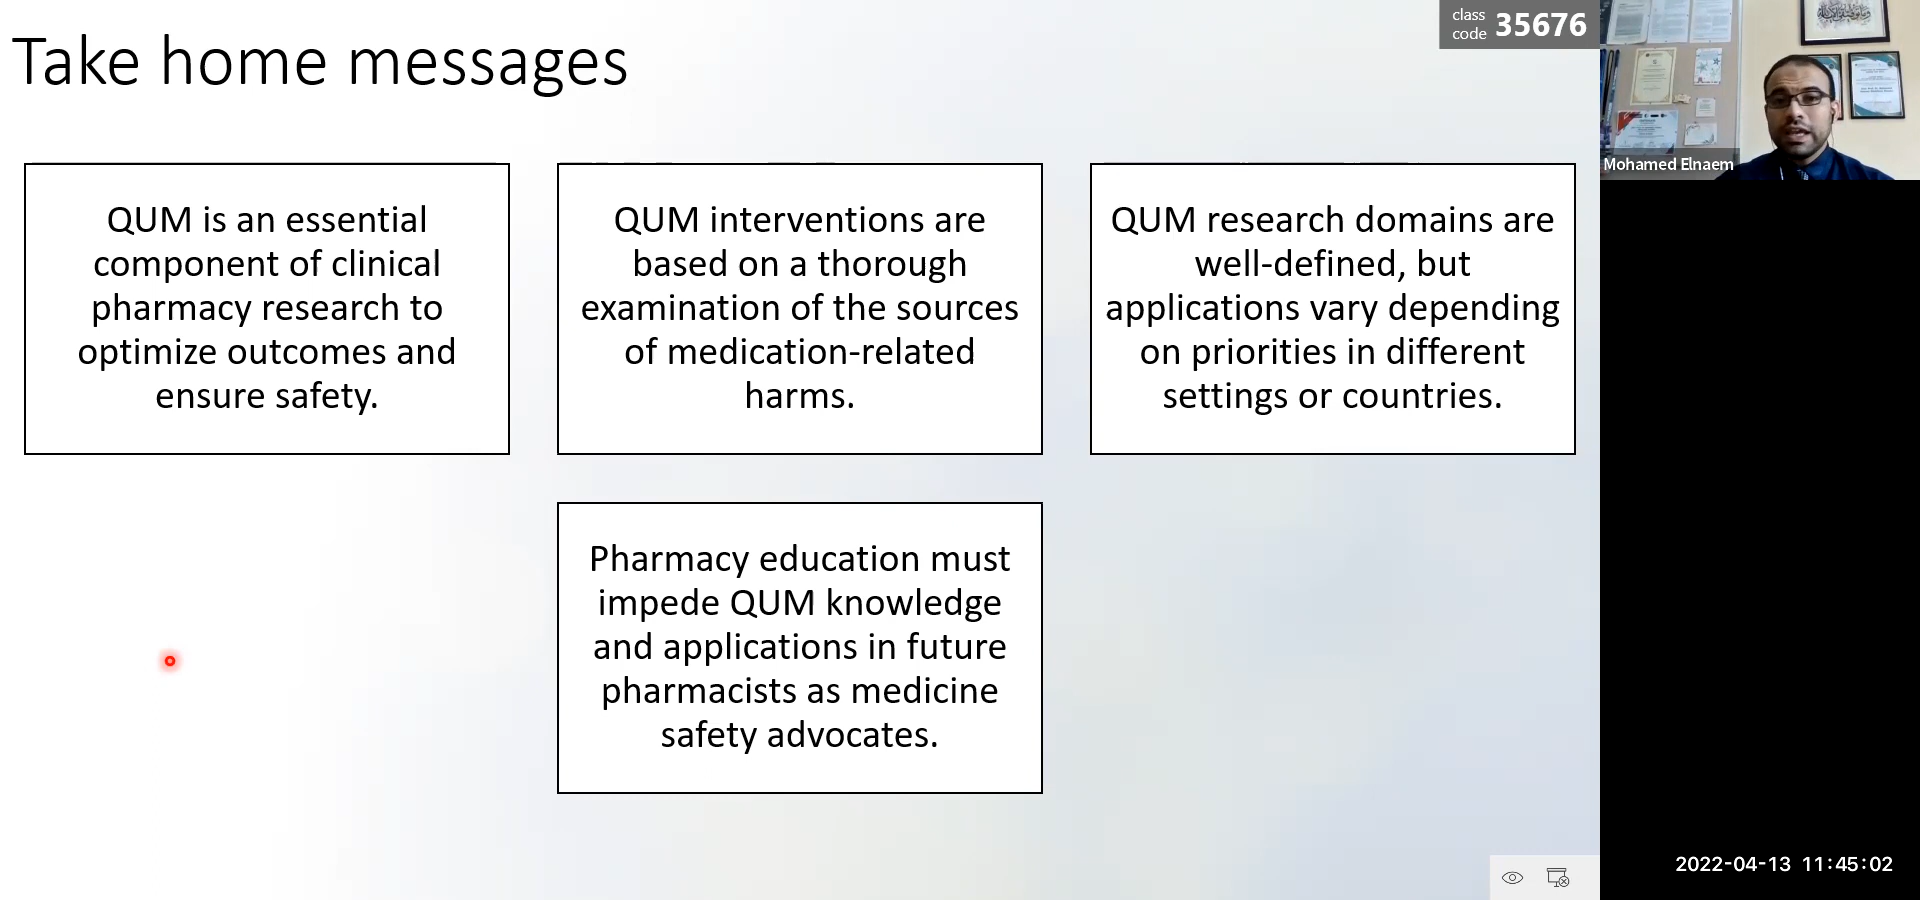 Take home messages
class
code 35676
QUM is an essential
component of clinical
pharmacy research to
optimize outcomes and
ensure safety.
QUM interventions are
based on a thorough
examination of the sources
of medication-related
harms.
QUM research domains are
well-defined, but
applications vary depending
on priorities in different
settings or countries.
Pharmacy education must
impede QUM knowledge
and applications in future
pharmacists as medicine
safety advocates.
Mohamed Elnaem
2022-04-13 11:45:02